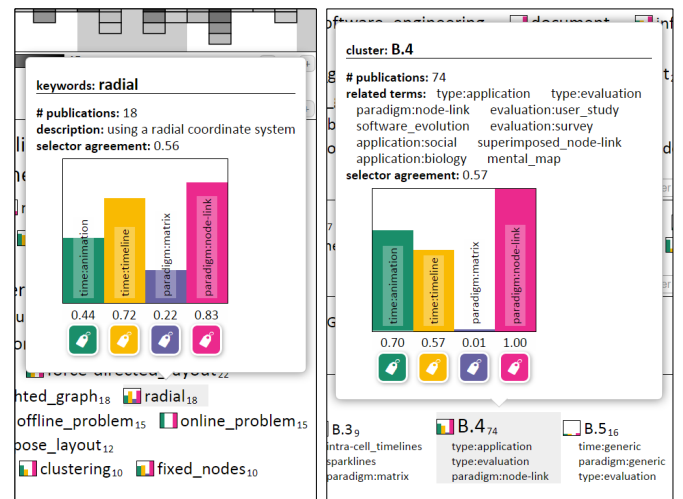 keywords: radial
# publications: 18
description: using a radial coordinate system
selector agreement: 0.56
time:animation
time:timeline
paradigm:matrix
paradigm:node-link
0.44 0.72 0.22 0.83
force-directed_layout22
hted_graph18 radial18
offline_problem15 online_problem15
pose_layout12
clustering10 fixed_nodes10
software_engineering document inf
cluster: B.4
# publications: 74
related terms: type:application type:evaluation
paradigm:node-link evaluation:user_study
software_evolution evaluation:survey
application:social superimposed_node-link
application:biology mental_map
selector agreement: 0.57
time:animation
time:timeline
paradigm:matrix
paradigm:node-link
0.70 0.57 0.01 1.00
B.39 B.474 B.516
intra-cell_timelines type:application time:generic
sparklines type:evaluation paradigm:generic
paradigm:matrix paradigm:node-link type:evaluation